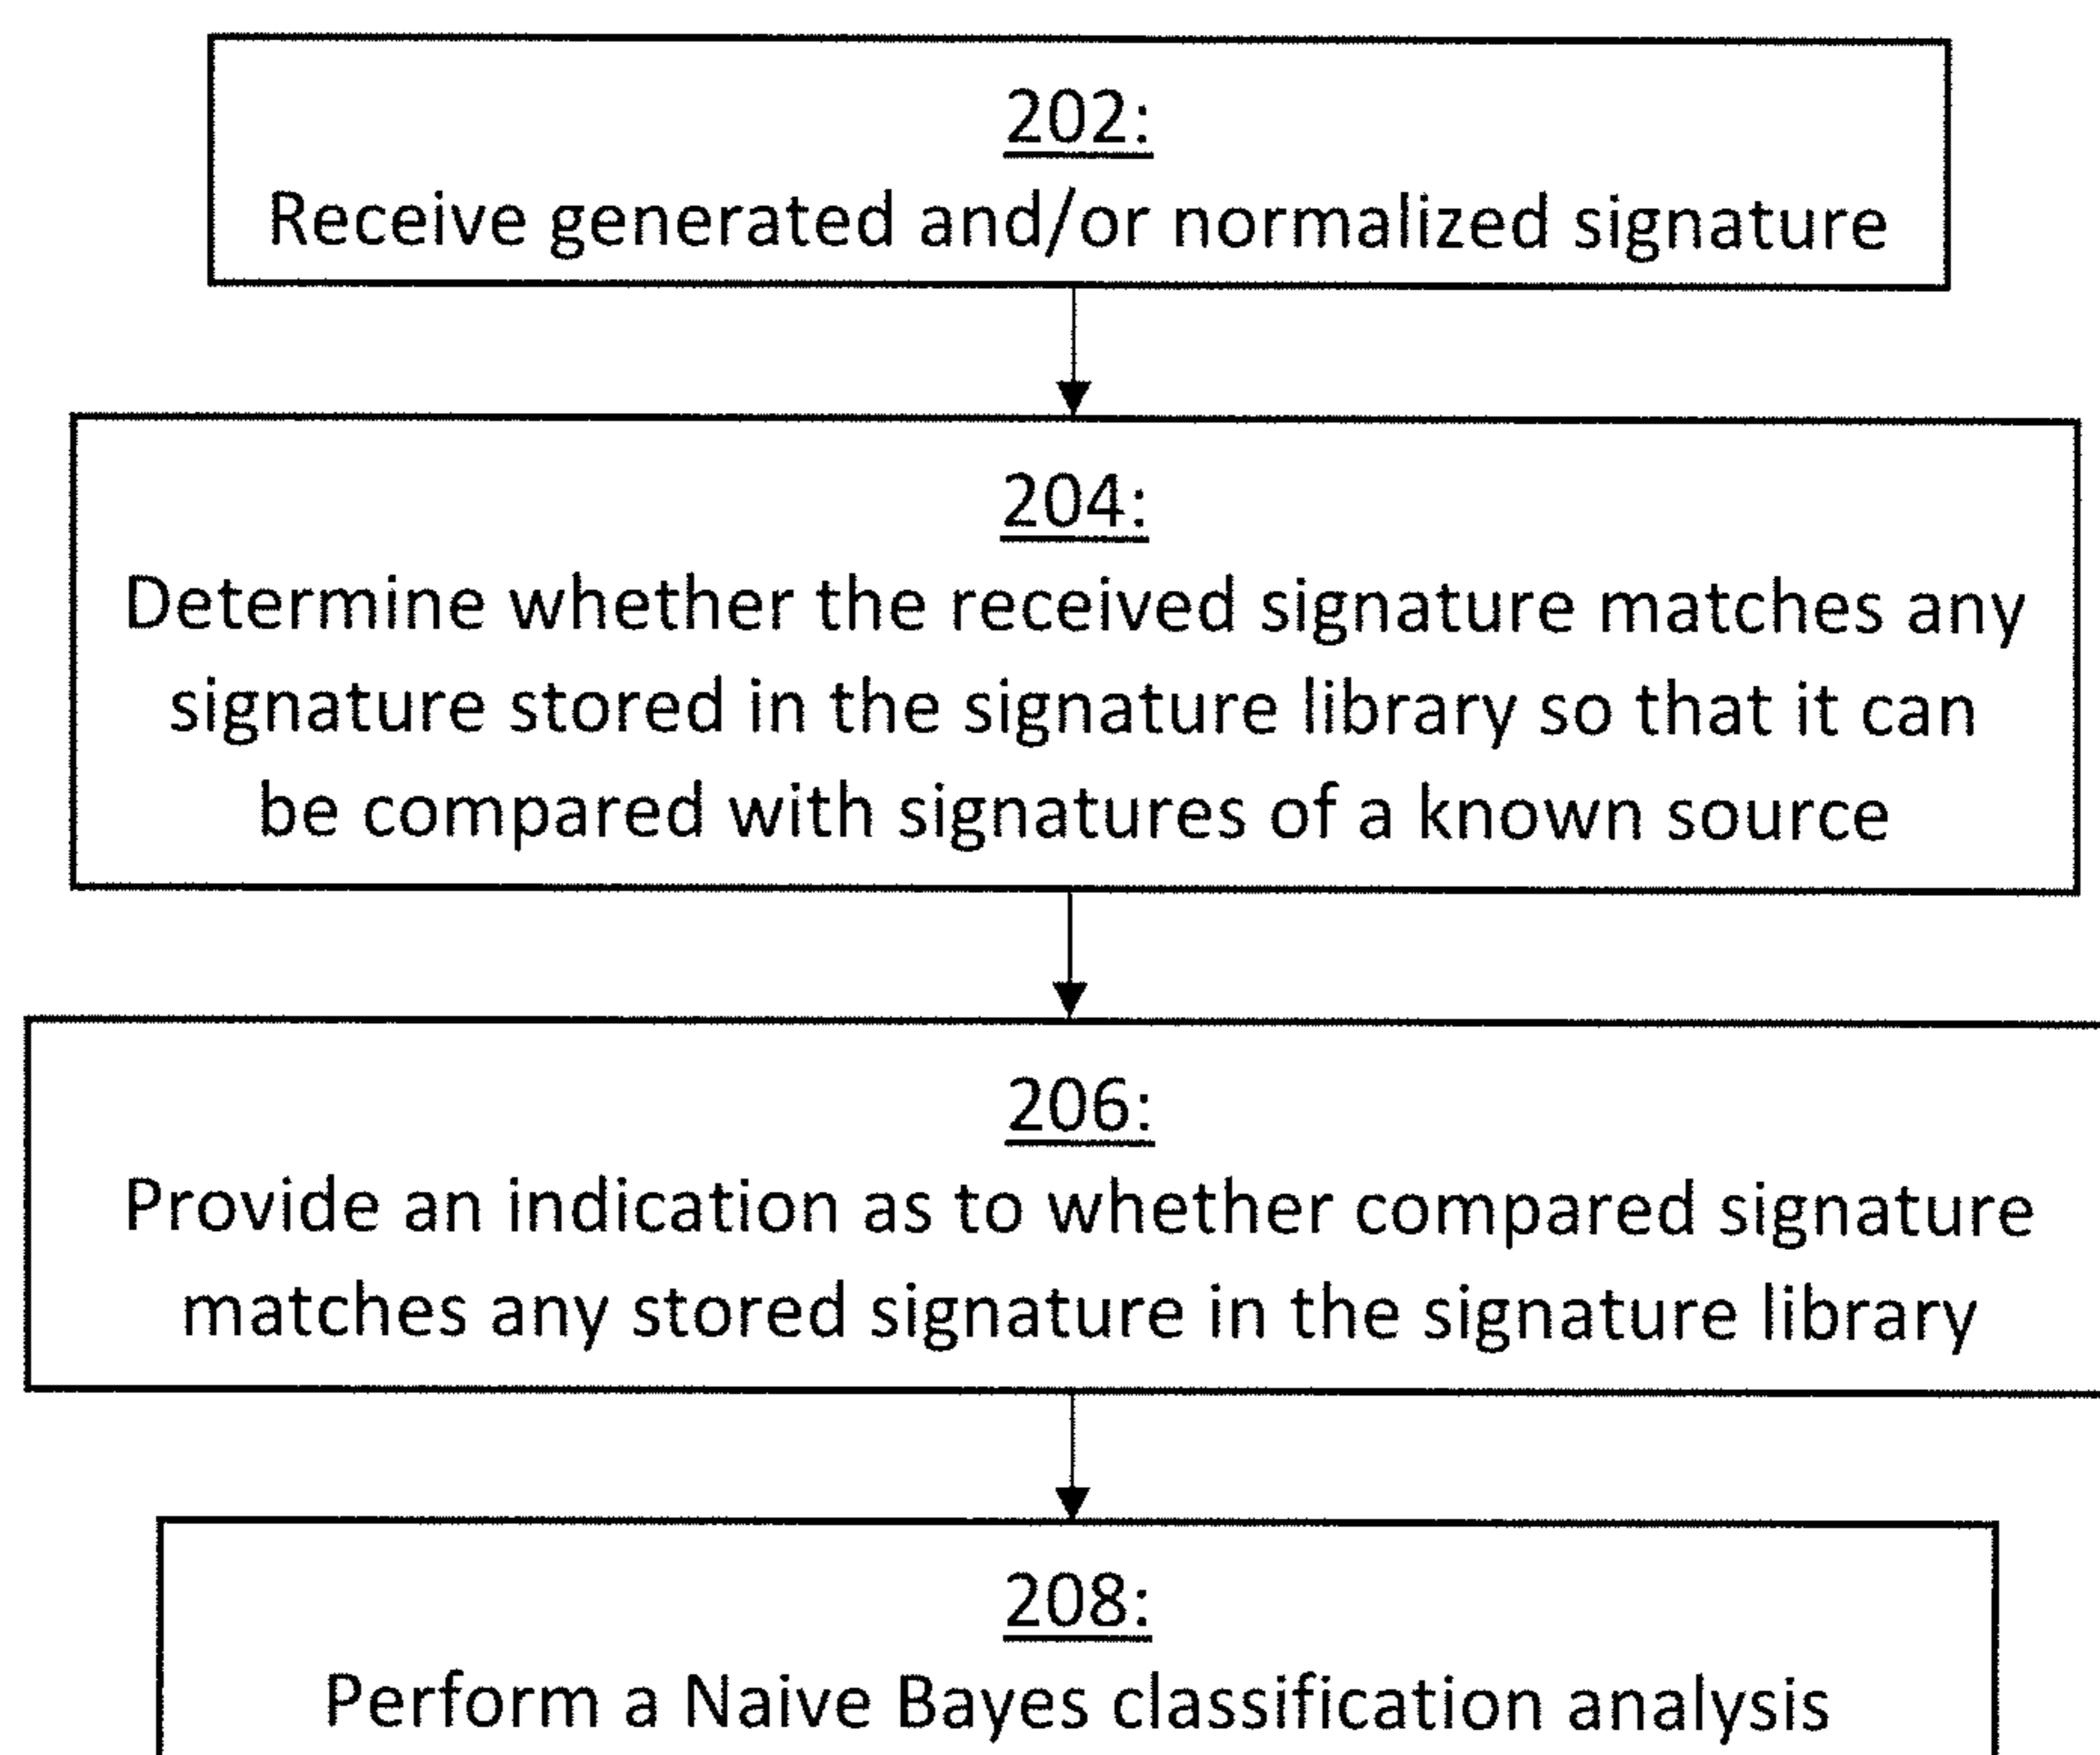 202:
Receive generated and/or normalized signature
204:
Determine whether the received signature matches any
signature stored in the signature library so that it can
be compared with signatures of a known source
206:
Provide an indication as to whether compared signature
matches any stored signature in the signature library
208:
Perform a Naive Bayes classification analysis